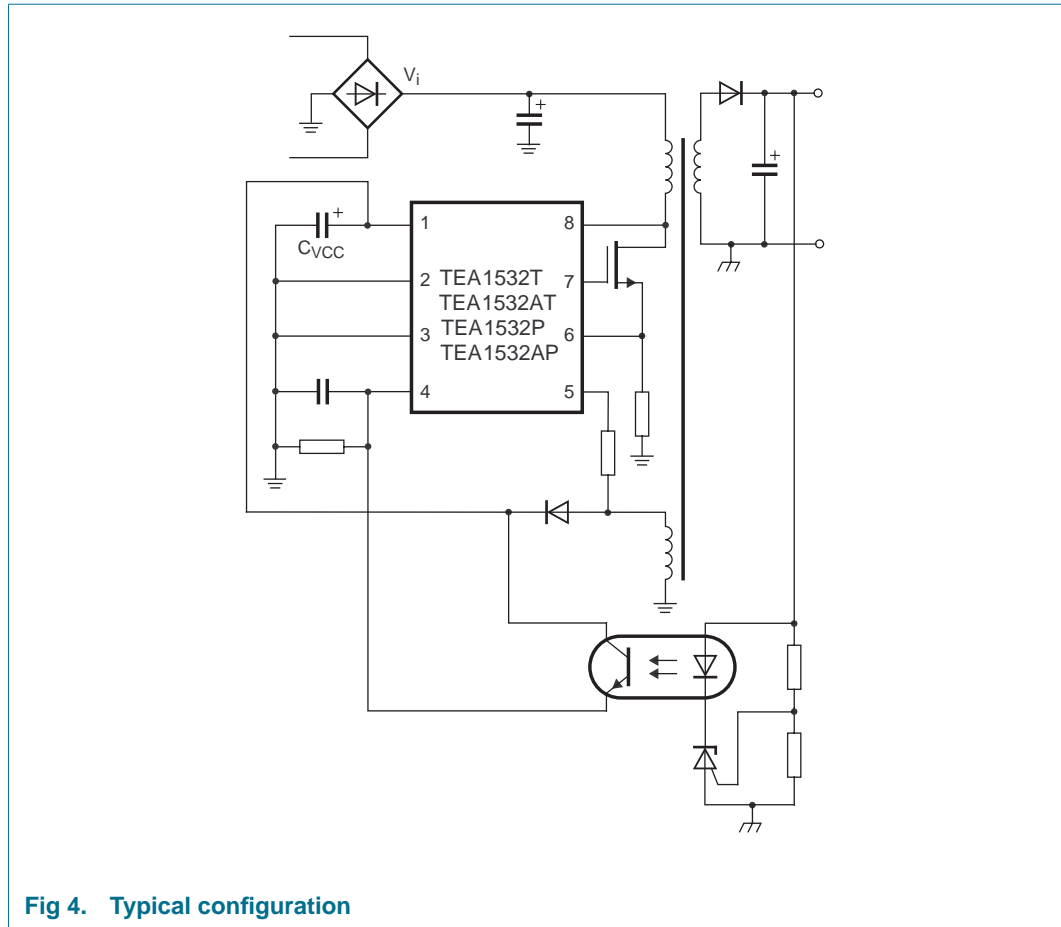 Vi
+
+
+
CVCC
1
8
2
TEA1532T
7
TEA1532AT
3
TEA1532P
6
TEA1532AP
4
5
Fig 4. Typical configuration